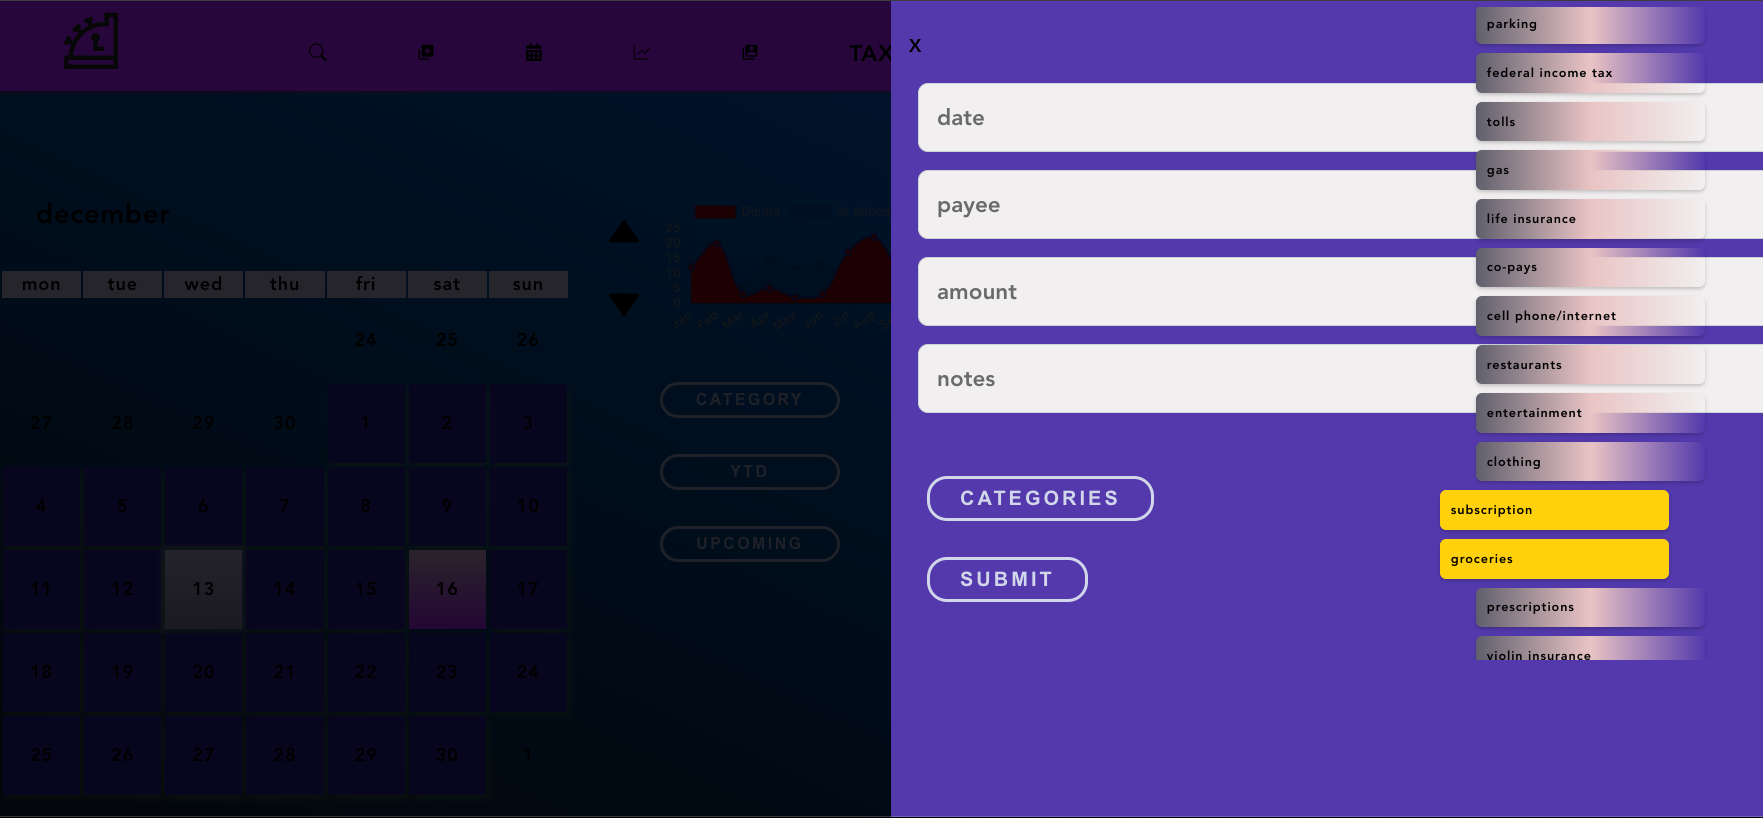 TAX
december
mon tue wed thu fri sat sun
24 25 26
27 28 29 30 1 2 3
4 5 6 7 8 9 10
11 12 13 14 15 16 17
18 19 20 21 22 23 24
25 26 27 28 29 30 1
Dining
25
20
15
10
5
0
Jan Feb Mar Apr May Jun Jul Aug
CATEGORY
YTD
UPCOMING
X
date
payee
amount
notes
CATEGORIES
SUBMIT
parking
federal income tax
tolls
gas
life insurance
co-pays
cell phone/internet
restaurants
entertainment
clothing
subscription
groceries
prescriptions
violin insurance